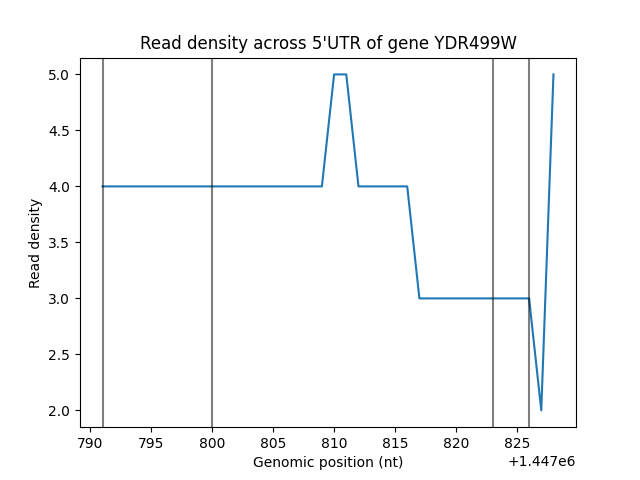 Read density across 5'UTR of gene YDR499W
5.0
4.5
4.0
3.5
3.0
2.5
2.0
Read density
790 795 800 805 810 815 820 825
+1.447e6
Genomic position (nt)